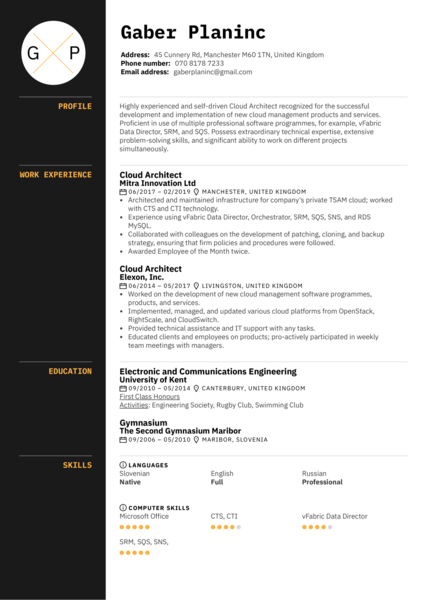 G P
Gaber Planinc
Address: 45 Cunnery Rd, Manchester M60 1TN, United Kingdom
Phone number: 070 8178 7233
Email address: gaberplaninc@gmail.com
PROFILE
Highly experienced and self-driven Cloud Architect recognized for the successful
development and implementation of new cloud management products and services.
Proficient in use of multiple professional software programmes, for example, vFabric
Data Director, SRM, and SQS. Possess extraordinary technical expertise, extensive
problem-solving skills, and significant ability to work on different projects
simultaneously.
WORK EXPERIENCE
Cloud Architect
Mitra Innovation Ltd
06/2017 – 02/2019 MANCHESTER, UNITED KINGDOM
• Architected and maintained infrastructure for company's private TSAM cloud; worked
with CTS and CTI technology.
• Experience using vFabric Data Director, Orchestrator, SRM, SQS, SNS, and RDS
MySQL.
• Collaborated with colleagues on the development of patching, cloning, and backup
strategy, ensuring that firm policies and procedures were followed.
• Awarded Employee of the Month twice.
Cloud Architect
Elexon, Inc.
06/2014 – 05/2017 LIVINGSTON, UNITED KINGDOM
• Worked on the development of new cloud management software programmes,
products, and services.
• Implemented, managed, and updated various cloud platforms from OpenStack,
RightScale, and CloudSwitch.
• Provided technical assistance and IT support with any tasks.
• Educated clients and employees on products; pro-actively participated in weekly
team meetings with managers.
EDUCATION
Electronic and Communications Engineering
University of Kent
09/2010 – 05/2014 CANTERBURY, UNITED KINGDOM
First Class Honours
Activities: Engineering Society, Rugby Club, Swimming Club
Gymnasium
The Second Gymnasium Maribor
09/2006 – 05/2010 MARIBOR, SLOVENIA
SKILLS
LANGUAGES
Slovenian English Russian
Native Full Professional
COMPUTER SKILLS
Microsoft Office CTS, CTI vFabric Data Director
SRM, SQS, SNS,